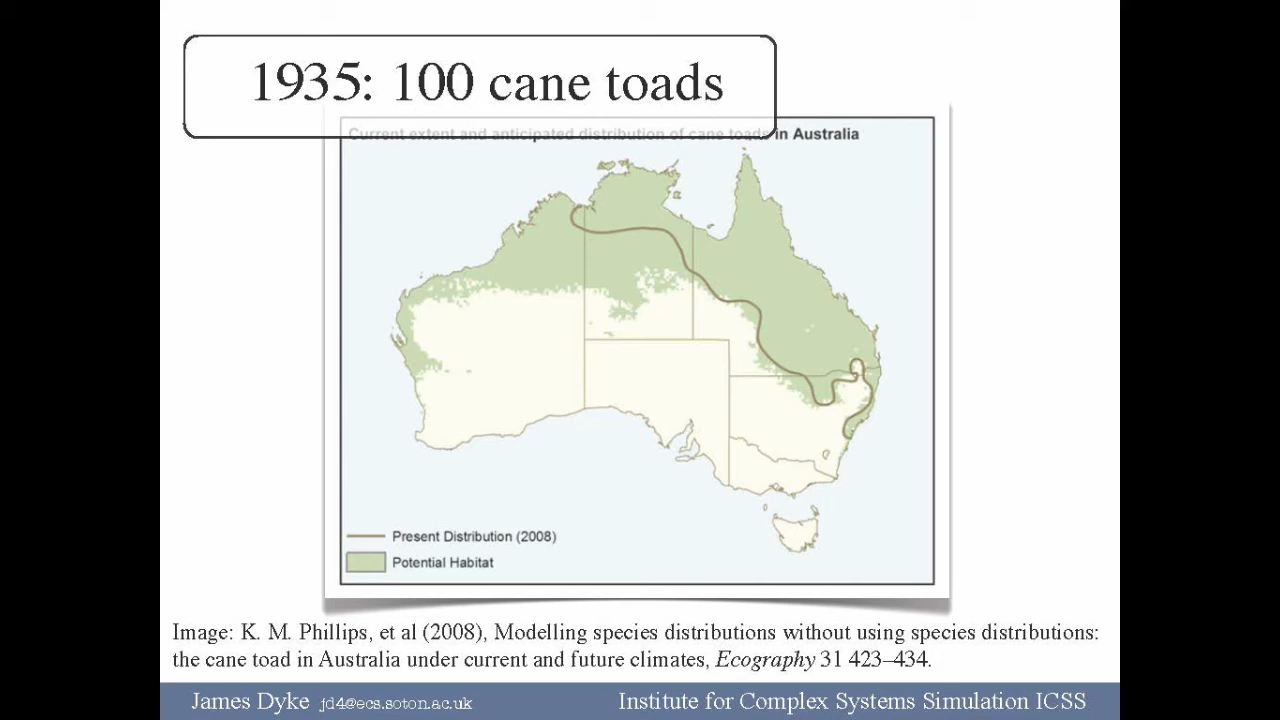 1935: 100 cane toads
Current extent and anticipated distribution of cane toads in Australia
Present Distribution (2008)
Potential Habitat
Image: K. M. Phillips, et al (2008), Modelling species distributions without using species distributions:
the cane toad in Australia under current and future climates, Ecography 31 423–434.
James Dyke jd4@ecs.soton.ac.uk
Institute for Complex Systems Simulation ICSS